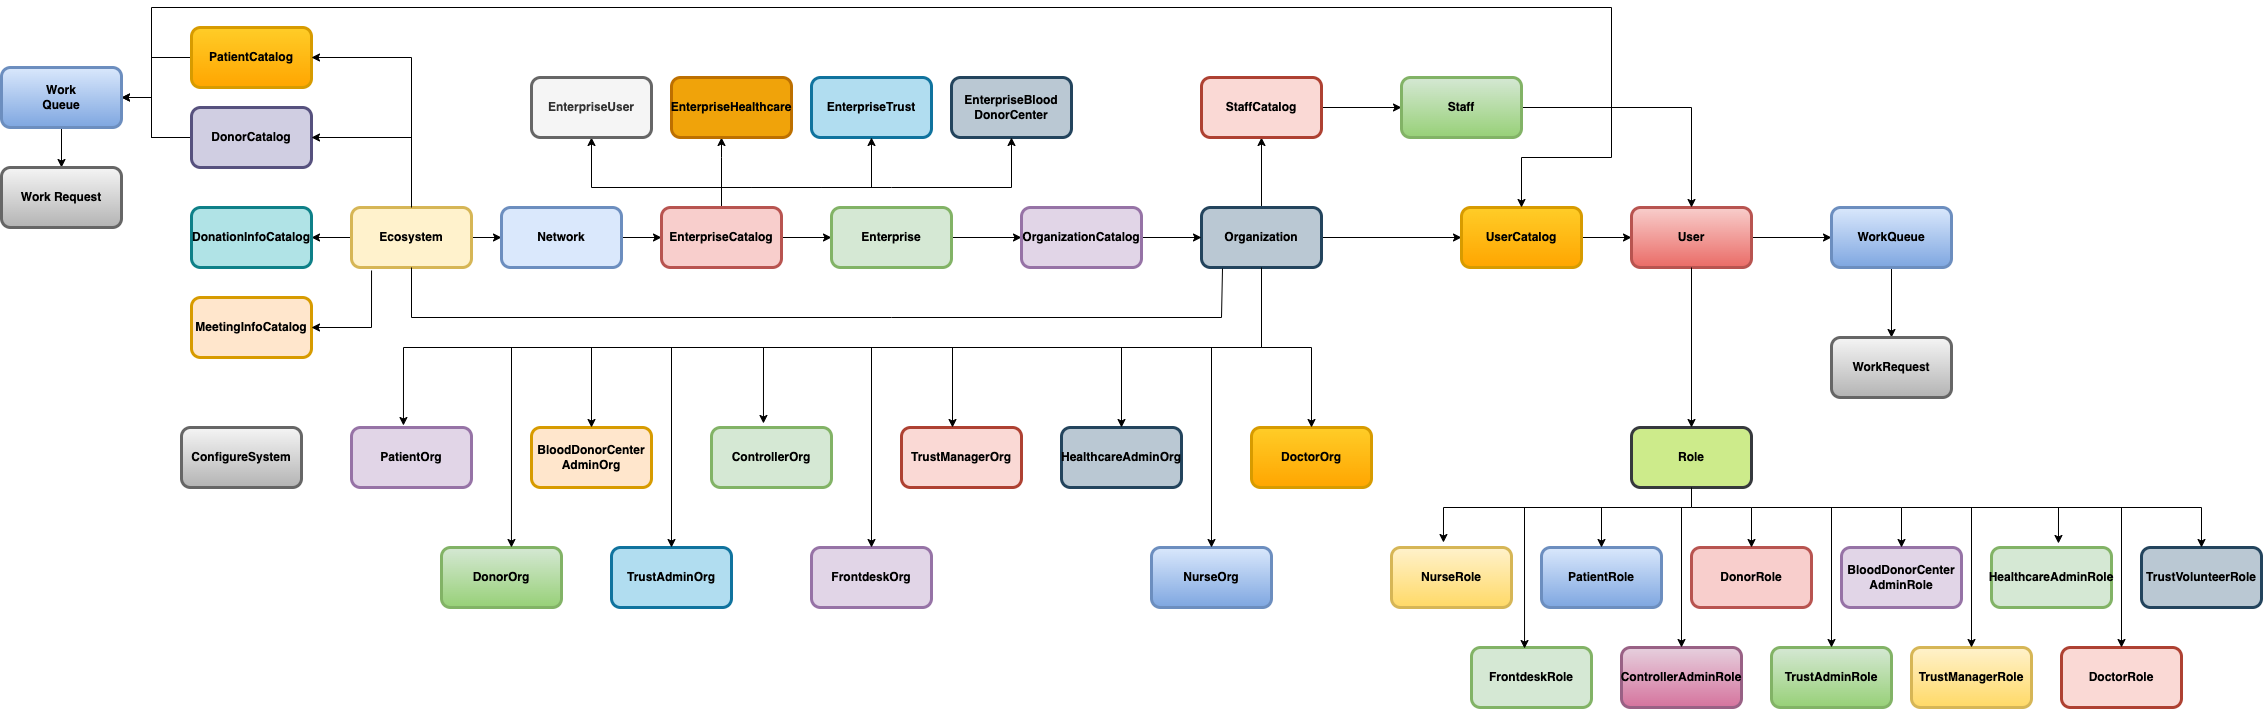 PatientCatalog
Work
Queue
EnterpriseUser
EnterpriseHealthcare
EnterpriseTrust
EnterpriseBlood
DonorCenter
StaffCatalog
Staff
DonorCatalog
Work Request
DonationInfoCatalog
Ecosystem
Network
EnterpriseCatalog
Enterprise
OrganizationCatalog
Organization
UserCatalog
User
WorkQueue
MeetingInfoCatalog
WorkRequest
ConfigureSystem
PatientOrg
BloodDonorCenter
AdminOrg
ControllerOrg
TrustManagerOrg
HealthcareAdminOrg
DoctorOrg
Role
DonorOrg
TrustAdminOrg
FrontdeskOrg
NurseOrg
NurseRole
PatientRole
DonorRole
BloodDonorCenter
AdminRole
HealthcareAdminRole
TrustVolunteerRole
FrontdeskRole
ControllerAdminRole
TrustAdminRole
TrustManagerRole
DoctorRole